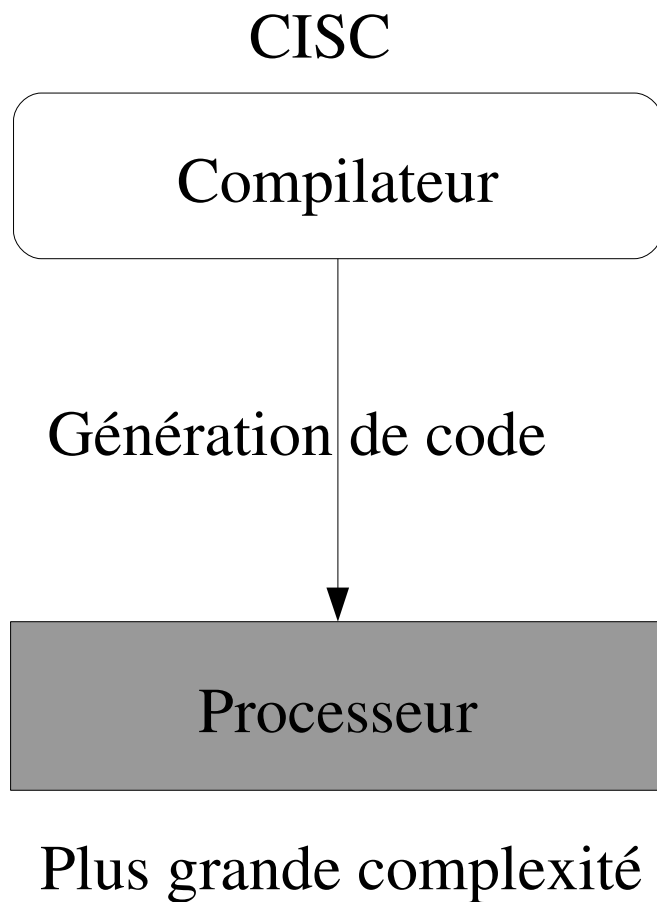 CISC
Compilateur
Génération de code
Processeur
Plus grande complexité